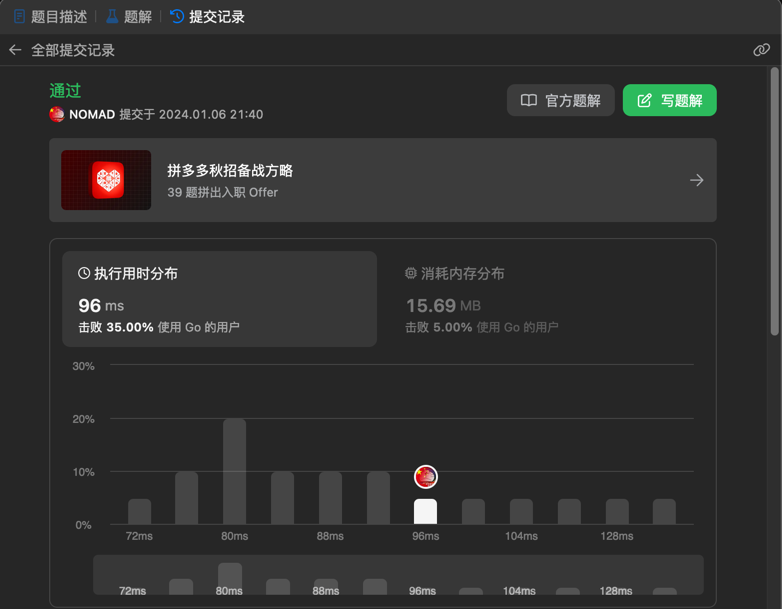 题目描述 题解 提交记录
全部提交记录
通过
NOMAD 提交于 2024.01.06 21:40
官方题解 写题解
拼多多秋招备战方略
39 题拼出入职 Offer
执行用时分布
96 ms
击败 35.00% 使用 Go 的用户
消耗内存分布
15.69 MB
击败 5.00% 使用 Go 的用户
30%
20%
10%
0%
72ms 80ms 88ms 96ms 104ms 128ms
72ms 80ms 88ms 96ms 104ms 128ms